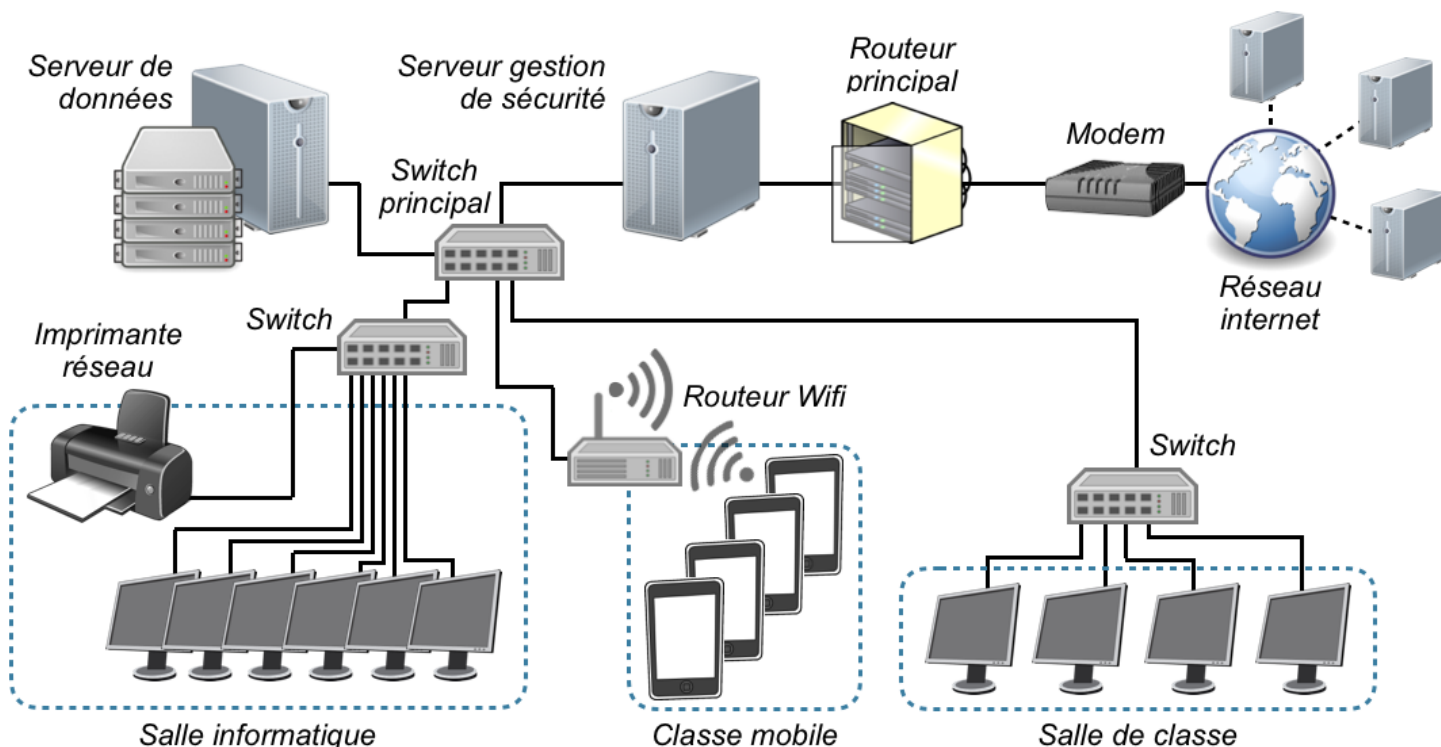 Serveur de
données
Serveur gestion
de sécurité
Routeur
principal
Modem
Switch
principal
Réseau
internet
Switch
Imprimante
réseau
Routeur Wifi
Switch
Salle informatique
Classe mobile
Salle de classe